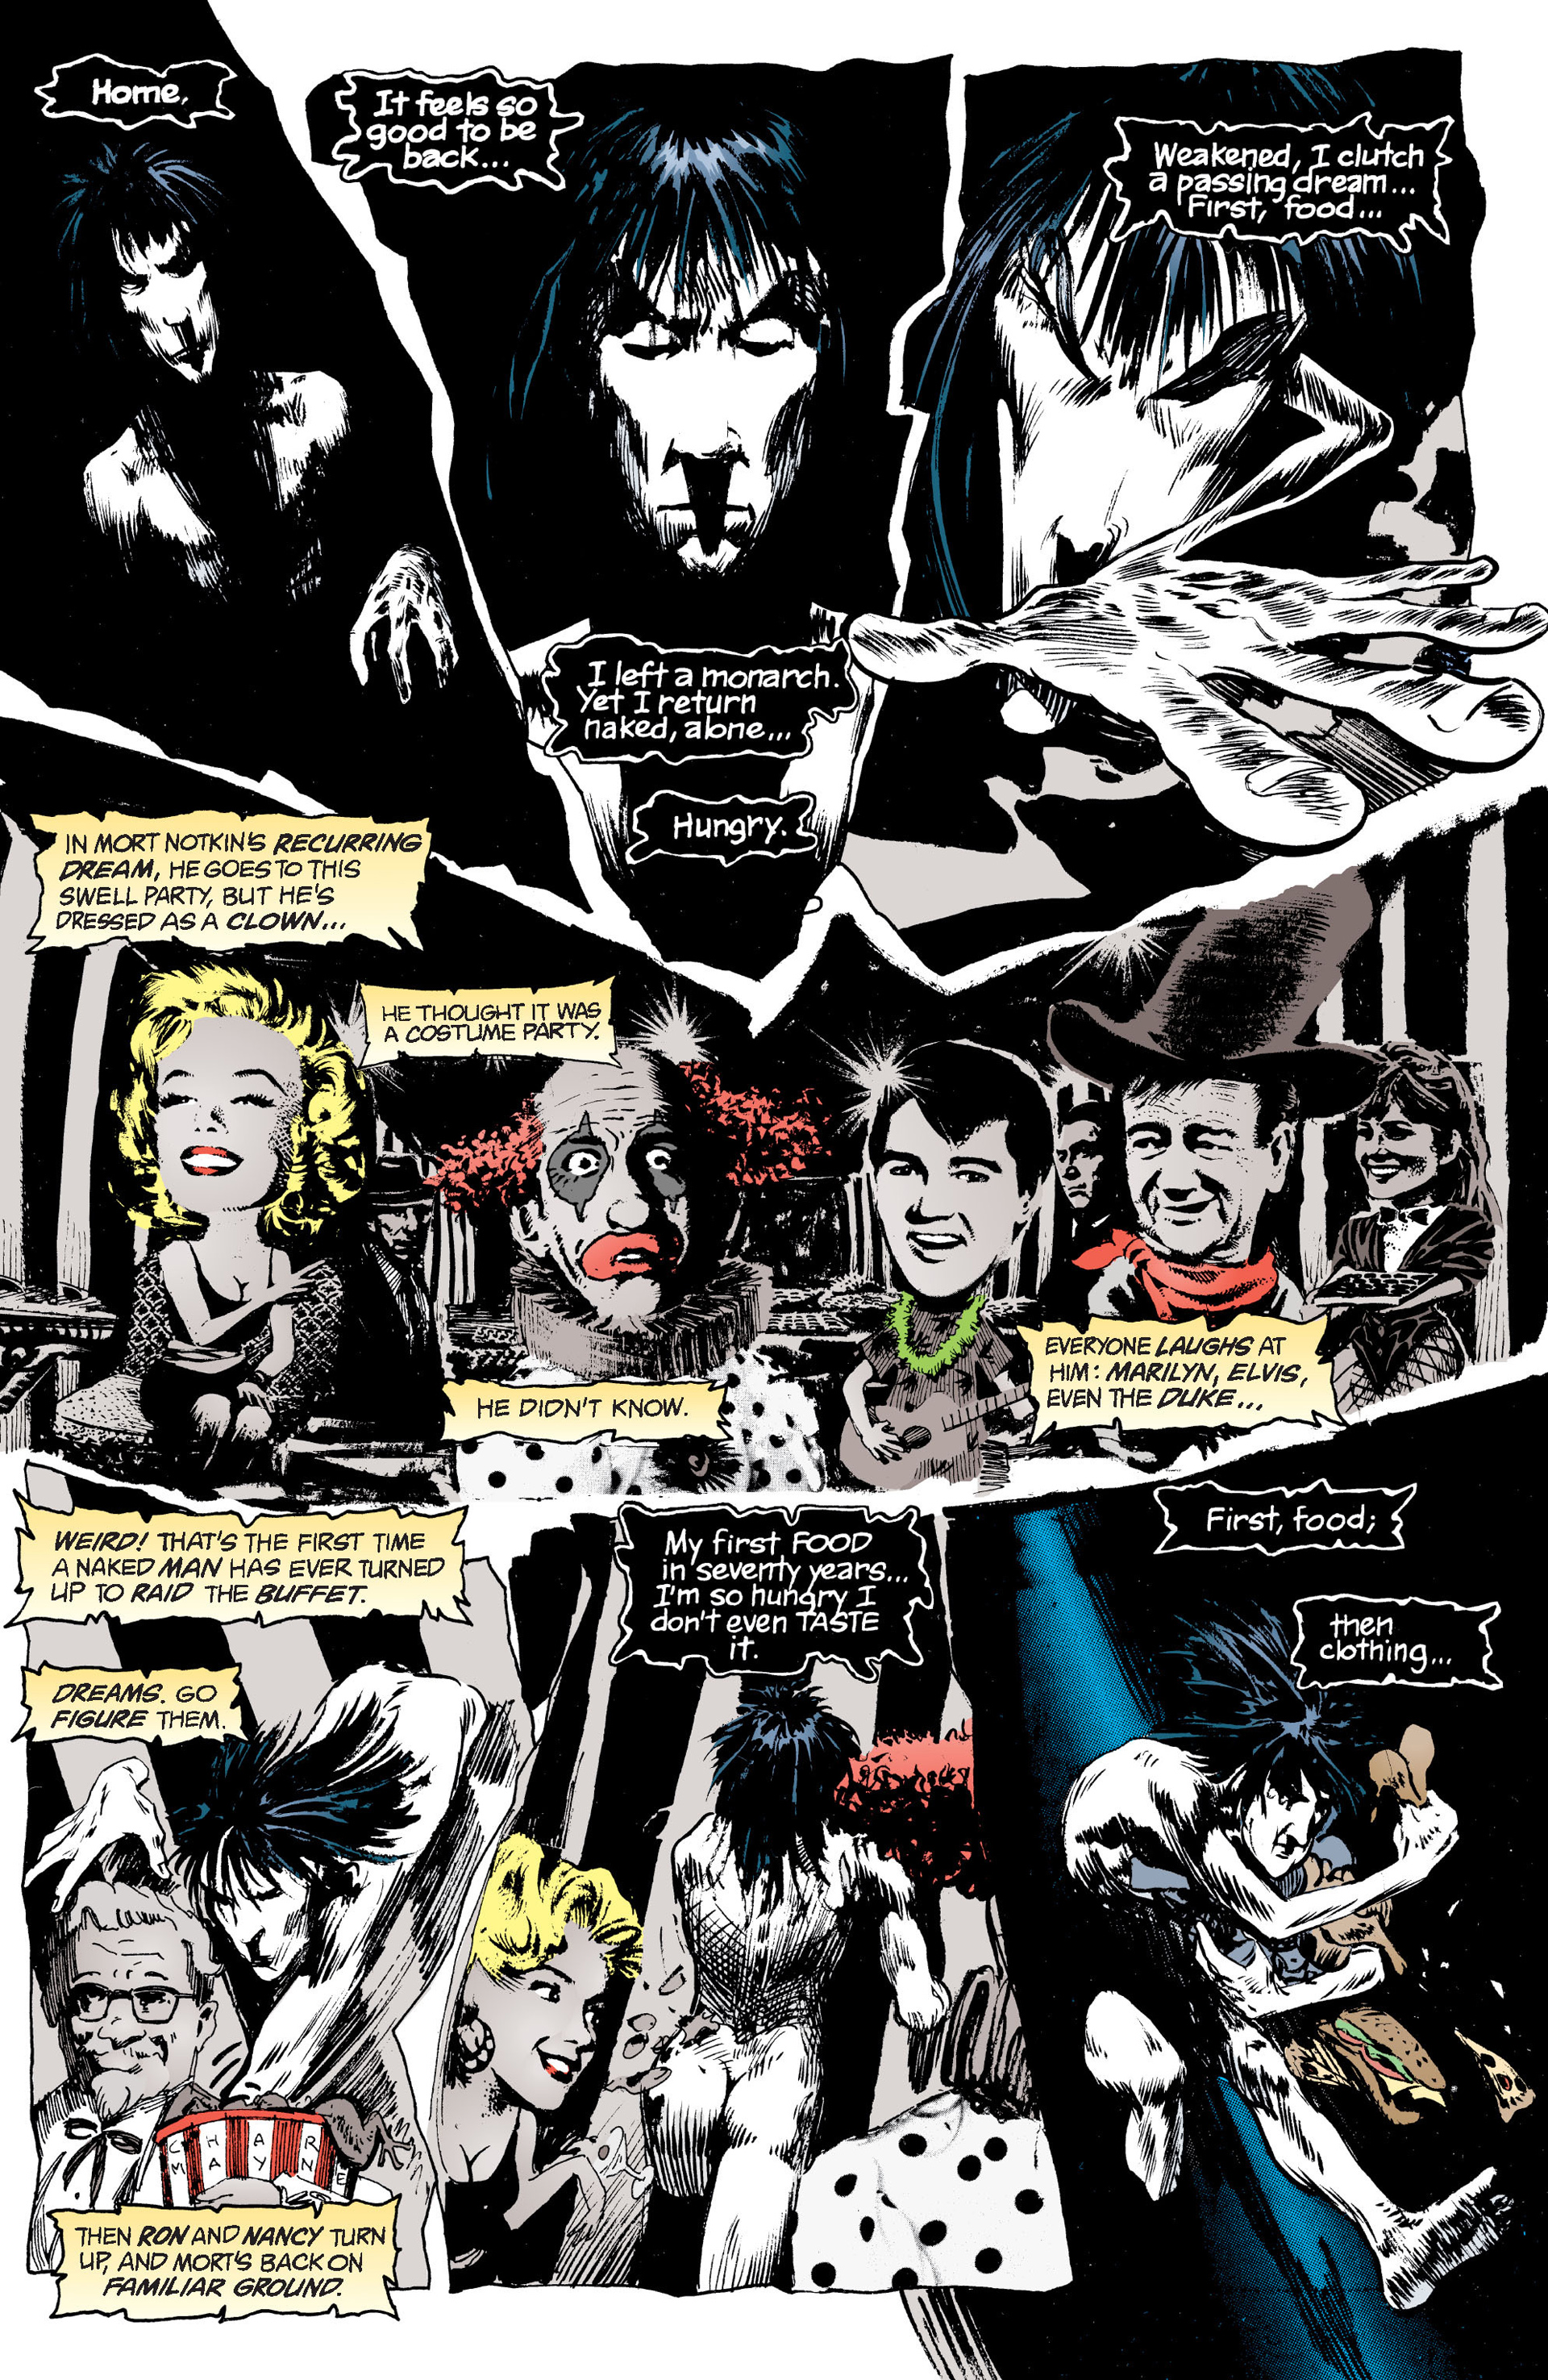 Home.
It feels so
good to be
back...
I left a monarch.
Yet I return
naked, alone...
Hungry.
Weakened, I clutch
a passing dream...
First, food...
IN MORT NOTKIN'S RECURRING
DREAM, HE GOES TO THIS
SWELL PARTY, BUT HE'S
DRESSED AS A CLOWN...
HE THOUGHT IT WAS
A COSTUME PARTY.
HE DIDN'T KNOW.
EVERYONE LAUGHS AT
HIM: MARILYN, ELVIS,
EVEN THE DUKE...
WEIRD! THAT'S THE FIRST TIME
A NAKED MAN HAS EVER TURNED
UP TO RAID THE BUFFET.
DREAMS. GO
FIGURE THEM.
CHAR
MAYNE
THEN RON AND NANCY TURN
UP, AND MORT'S BACK ON
FAMILIAR GROUND.
My first FOOD
in seventy years...
I'm so hungry I
don't even TASTE
it.
First, food;
then
clothing...